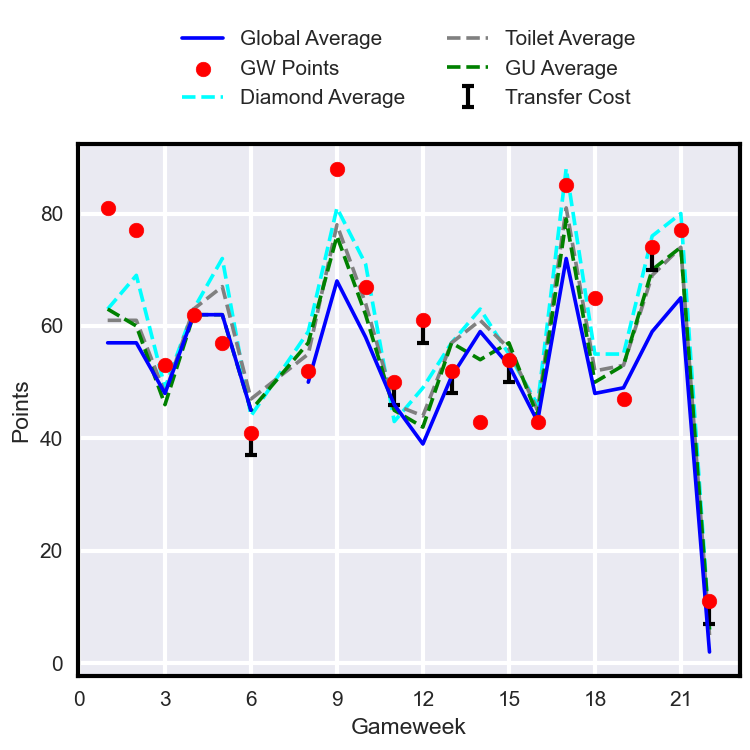 Global Average
GW Points
Diamond Average
Toilet Average
GU Average
Transfer Cost
80
60
40
20
0
Points
0 3 6 9 12 15 18 21
Gameweek